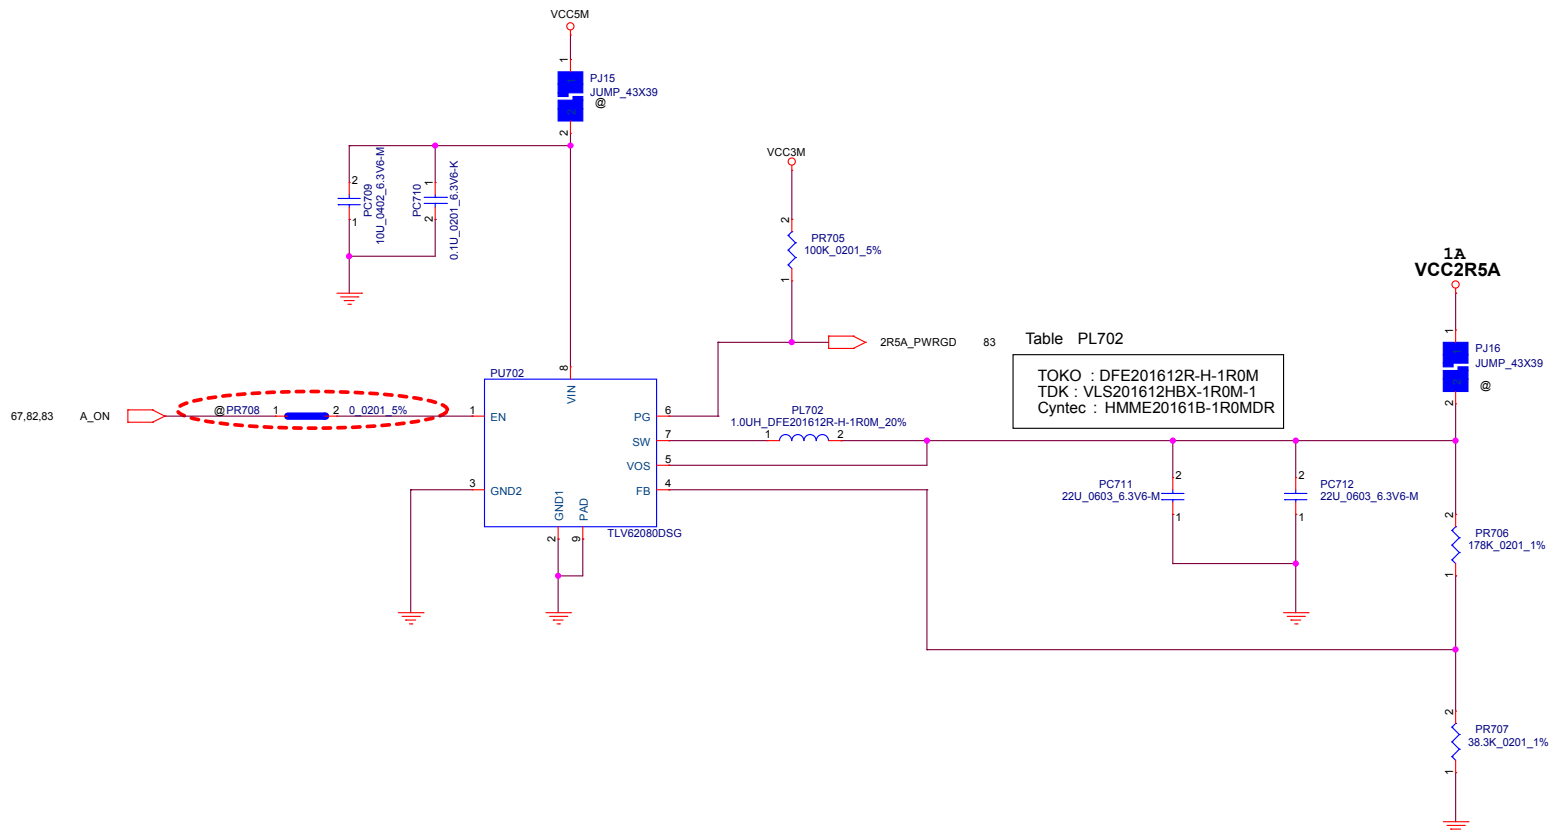 VCC5M
1
PJ15
JUMP_43X39
@
2
2
PC709
10U_0402_6.3V6-M
1
1
PC710
0.1U_0201_6.3V6-K
2
VCC3M
2
PR705
100K_0201_5%
1
2R5A_PWRGD 83
Table PL702
TOKO : DFE201612R-H-1R0M
TDK : VLS201612HBX-1R0M-1
Cyntec : HMME20161B-1R0MDR
1A
VCC2R5A
1
PJ16
JUMP_43X39
@
2
67,82,83 A_ON
@PR708 1 2 0_0201_5%
PU702
8
VIN
1 EN
3 GND2
GND1
2
PAD
9
PG 6
SW 7
VOS 5
FB 4
TLV62080DSG
PL702
1.0UH_DFE201612R-H-1R0M_20%
1 2
2
PC711
22U_0603_6.3V6-M
1
2
PC712
22U_0603_6.3V6-M
1
2
PR706
178K_0201_1%
1
2
PR707
38.3K_0201_1%
1